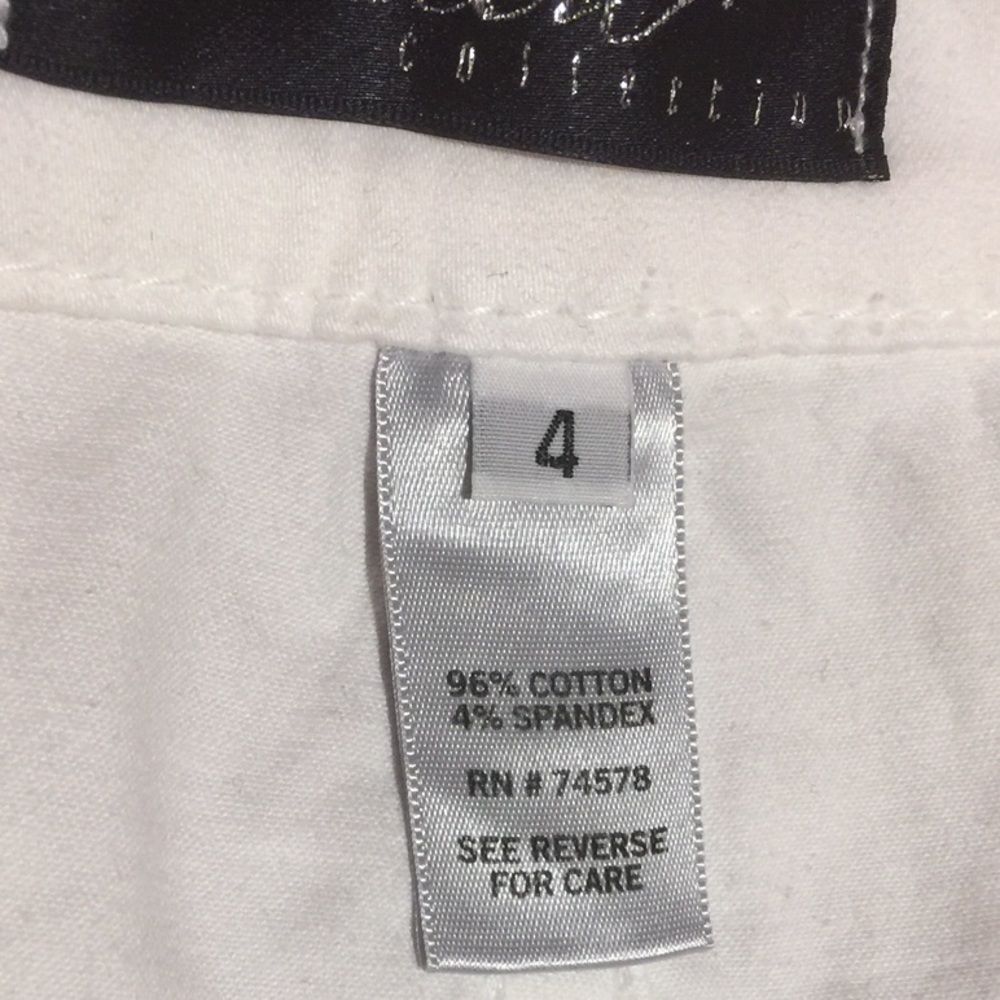 Collection
4
96% COTTON
4% SPANDEX
RN # 74578
SEE REVERSE
FOR CARE